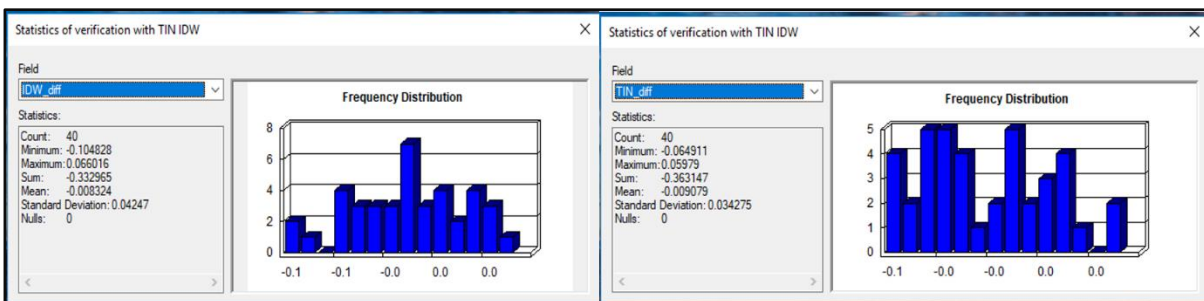 Statistics of verification with TIN IDW
Field
IDW_diff
Statistics:
Count: 40
Minimum: -0.104828
Maximum: 0.066016
Sum: -0.332965
Mean: -0.008324
Standard Deviation: 0.04247
Nulls: 0
Frequency Distribution
8
6
4
2
0
-0.1 -0.1 -0.0 0.0 0.0
Statistics of verification with TIN IDW
Field
TIN_diff
Statistics:
Count: 40
Minimum: -0.064911
Maximum: 0.05979
Sum: -0.363147
Mean: -0.009079
Standard Deviation: 0.034275
Nulls: 0
Frequency Distribution
5
4
3
2
1
0
-0.1 -0.0 -0.0 0.0 0.0